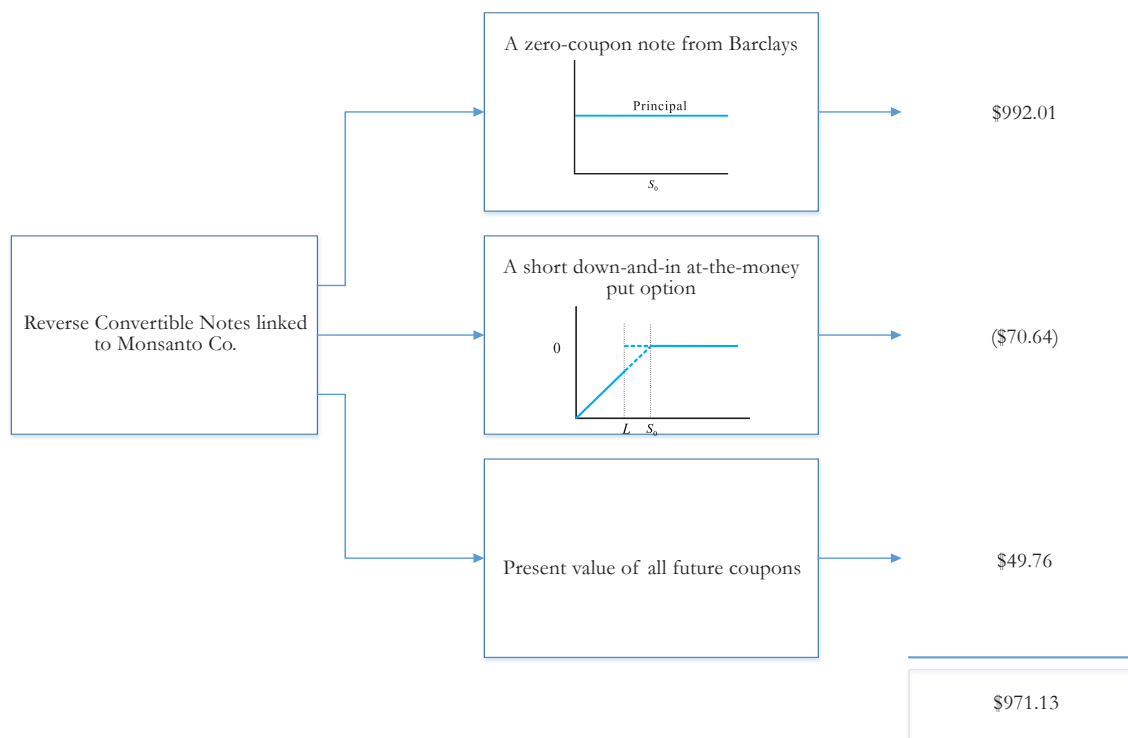 A zero-coupon note from Barclays
Principal
S₀
$992.01
Reverse Convertible Notes linked
to Monsanto Co.
A short down-and-in at-the-money
put option
0
L S₀
($70.64)
Present value of all future coupons
$49.76
$971.13